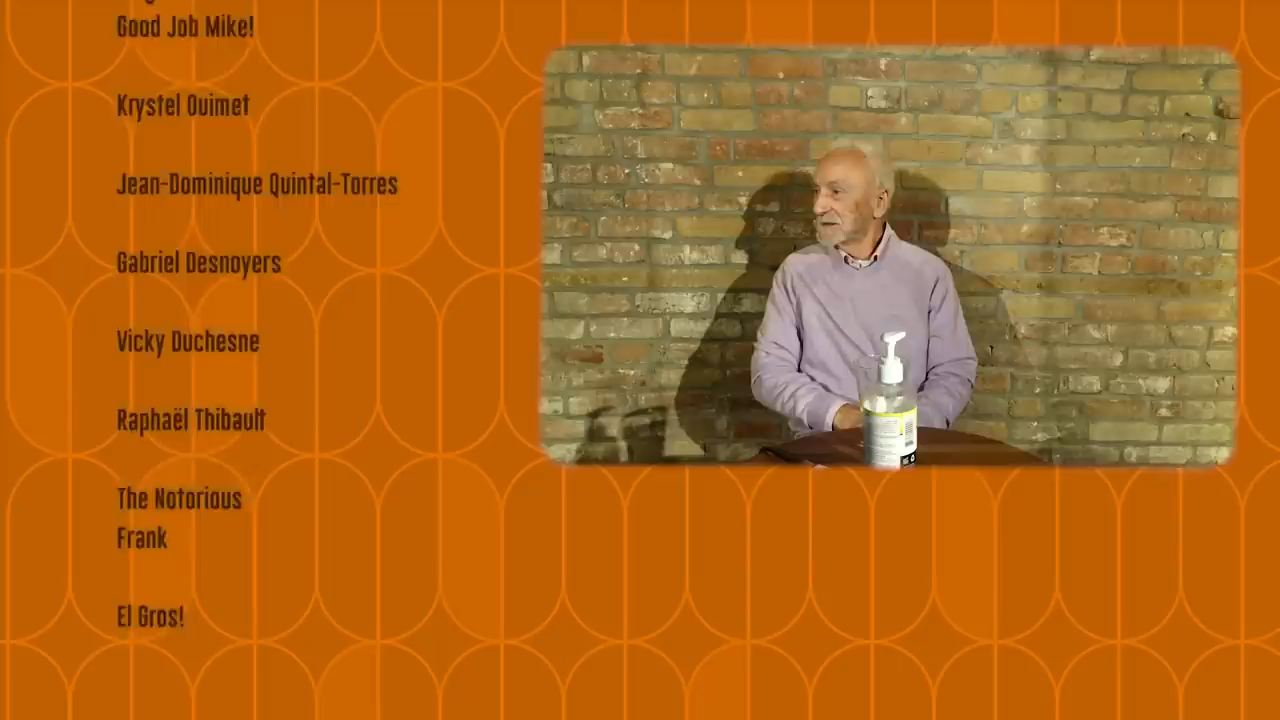 Good Job Mike!
Krystel Ouimet
Jean-Dominique Quintal-Torres
Gabriel Desnoyers
Vicky Duchesne
Raphaël Thibault
The Notorious
Frank
El Gros!